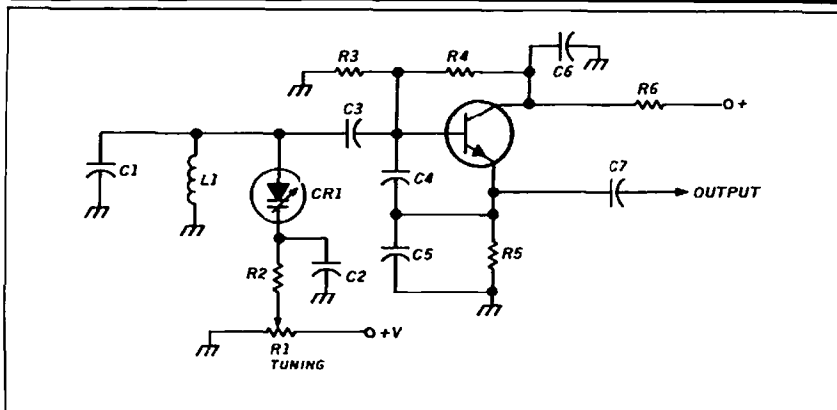 R3
R4
C6
R6
+
C3
C1
L1
CR1
C4
C7
OUTPUT
R2
C2
C5
R5
+V
R1
TUNING